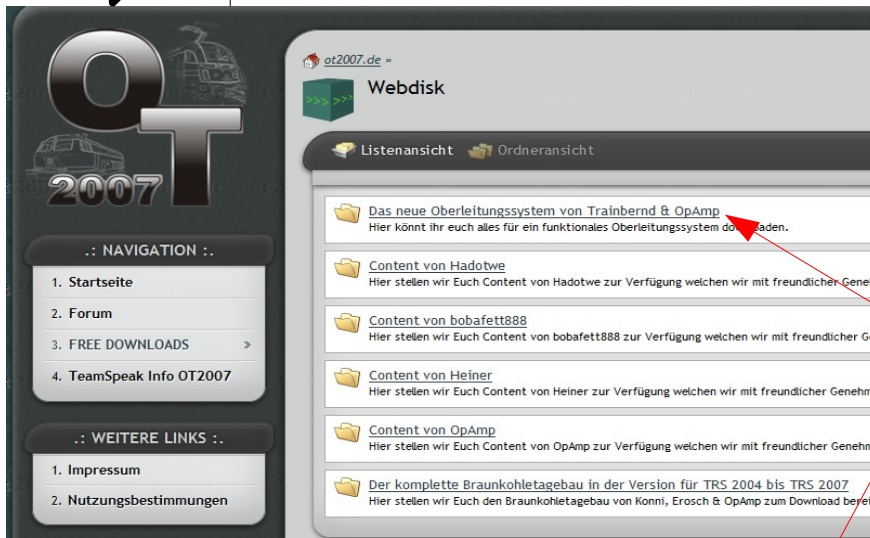 OT
2007
.: NAVIGATION :.
1. Startseite
2. Forum
3. FREE DOWNLOADS »
4. TeamSpeak Info OT2007
.: WEITERE LINKS :.
1. Impressum
2. Nutzungsbestimmungen
ot2007.de »
>>> >>>
Webdisk
Listenansicht Ordneransicht
Das neue Oberleitungssystem von Trainbernd & OpAmp
Hier könnt ihr euch alles für ein funktionales Oberleitungssystem
Content von Hadotwe
Hier stellen wir Euch Content von Hadotwe zur Verfügung welchen wir mit freundlicher
Content von bobafett888
Hier stellen wir Euch Content von bobafett888 zur Verfügung welchen wir mit freundlicher
Content von Heiner
Hier stellen wir Euch Content von Heiner zur Verfügung welchen wir mit freundlicher Genehm
Content von OpAmp
Hier stellen wir Euch Content von OpAmp zur Verfügung welchen wir mit freundlicher Genehm
Der komplette Braunkohletagebau in der Version für TRS 2004 bis TRS 2007
Hier stellen wir Euch den Braunkohletagebau von Konni, Erosch & OpAmp zum Download